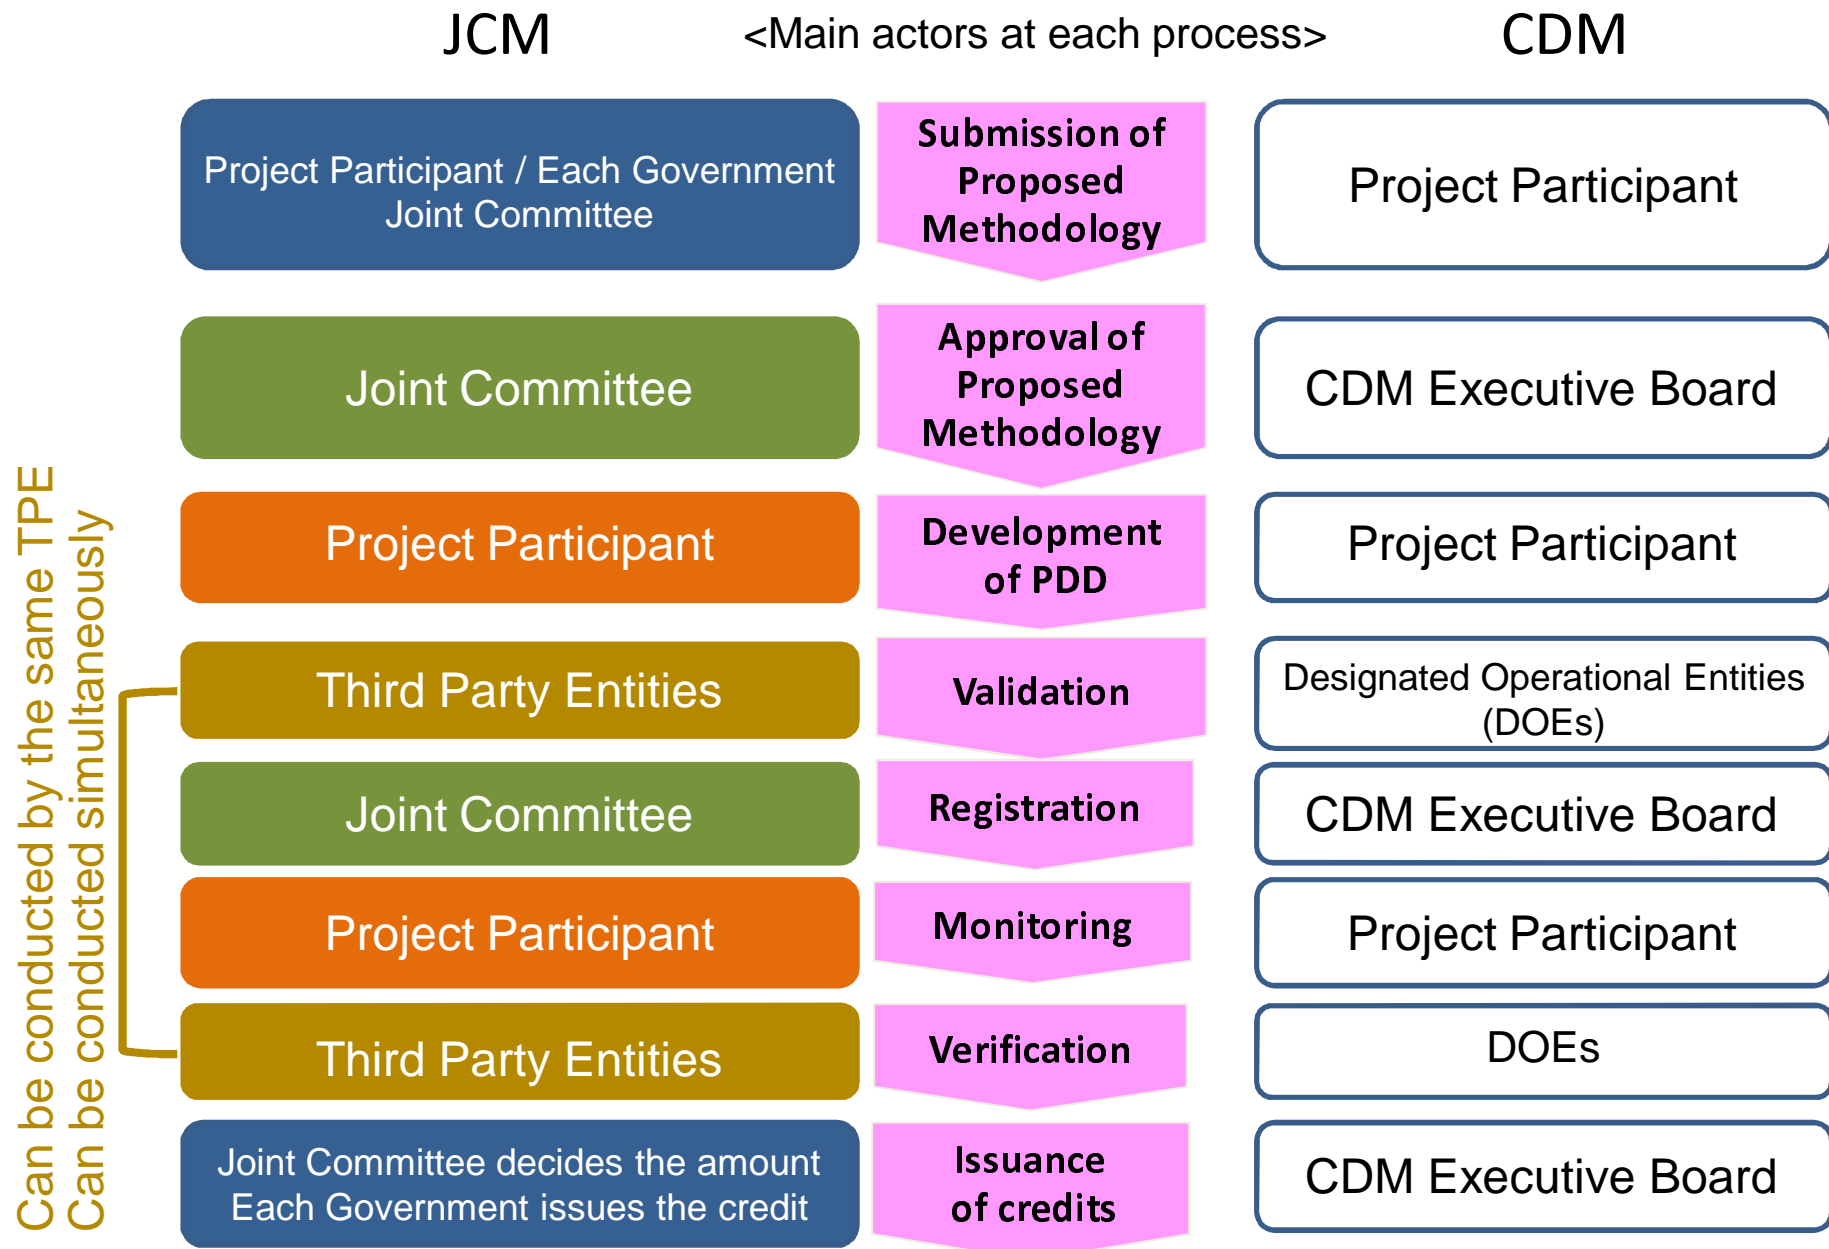 JCM
<Main actors at each process>
CDM
Project Participant / Each Government
Joint Committee
Submission of
Proposed
Methodology
Project Participant
Joint Committee
Approval of
Proposed
Methodology
CDM Executive Board
Project Participant
Development
of PDD
Project Participant
Third Party Entities
Validation
Designated Operational Entities
(DOEs)
Joint Committee
Registration
CDM Executive Board
Project Participant
Monitoring
Project Participant
Third Party Entities
Verification
DOEs
Joint Committee decides the amount
Each Government issues the credit
Issuance
of credits
CDM Executive Board
Can be conducted by the same TPE
Can be conducted simultaneously